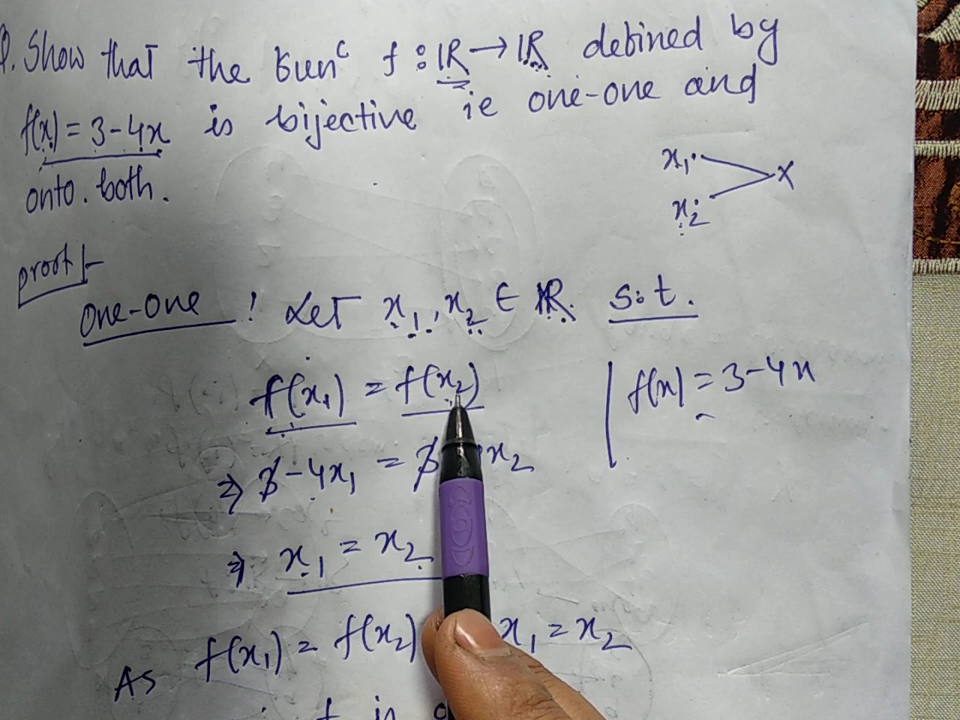 Q. Show that the funᶜ f : ℝ → ℝ defined by
f(x) = 3-4x is bijective ie one-one and
onto. both.
x₁
x
x₂
proof :-
one-one : Let x₁, x₂ ∈ ℝ. s.t.
f(x₁) = f(x₂)
f(x) = 3-4x
⇒ 3-4x₁ = 3 x₂
⇒ x₁ = x₂
As f(x₁) = f(x₂) x₁ = x₂
is